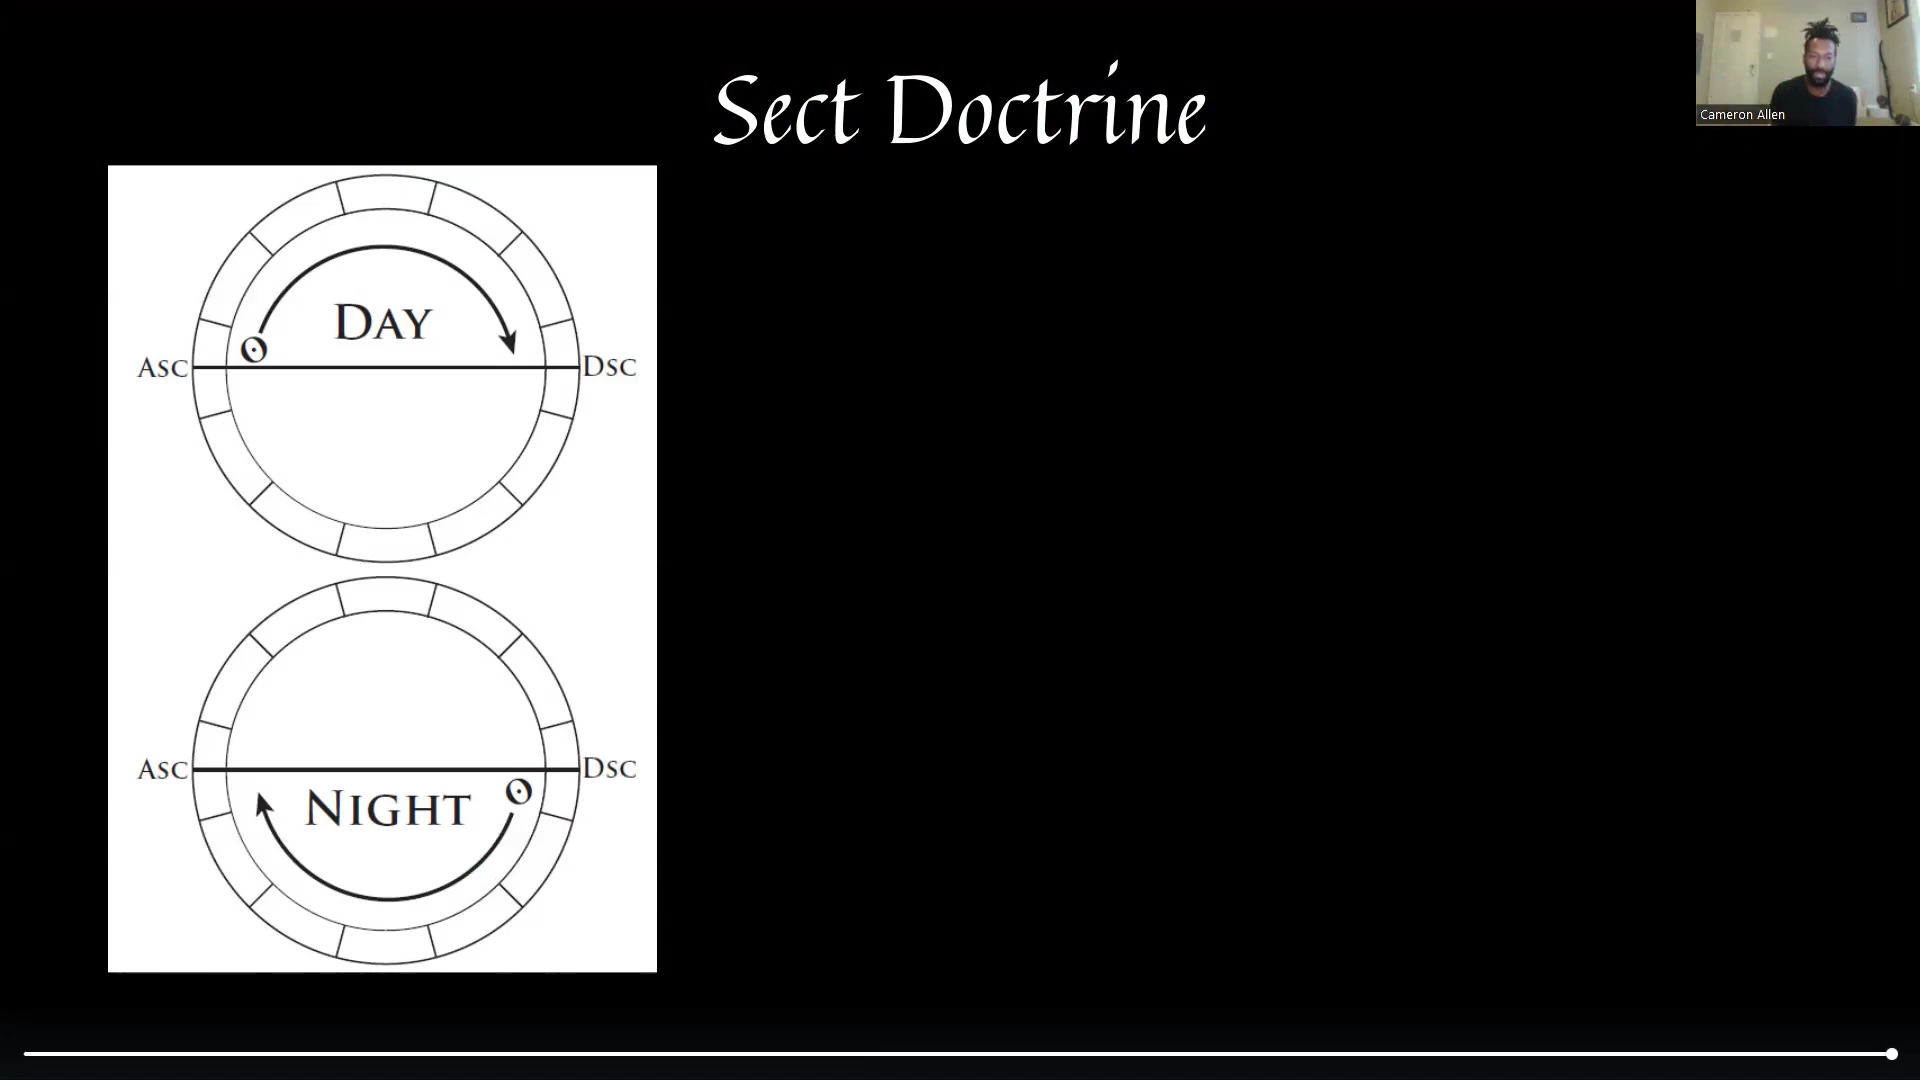 Sect Doctrine
Cameron Allen
DAY
ASC
DSC
ASC
DSC
NIGHT